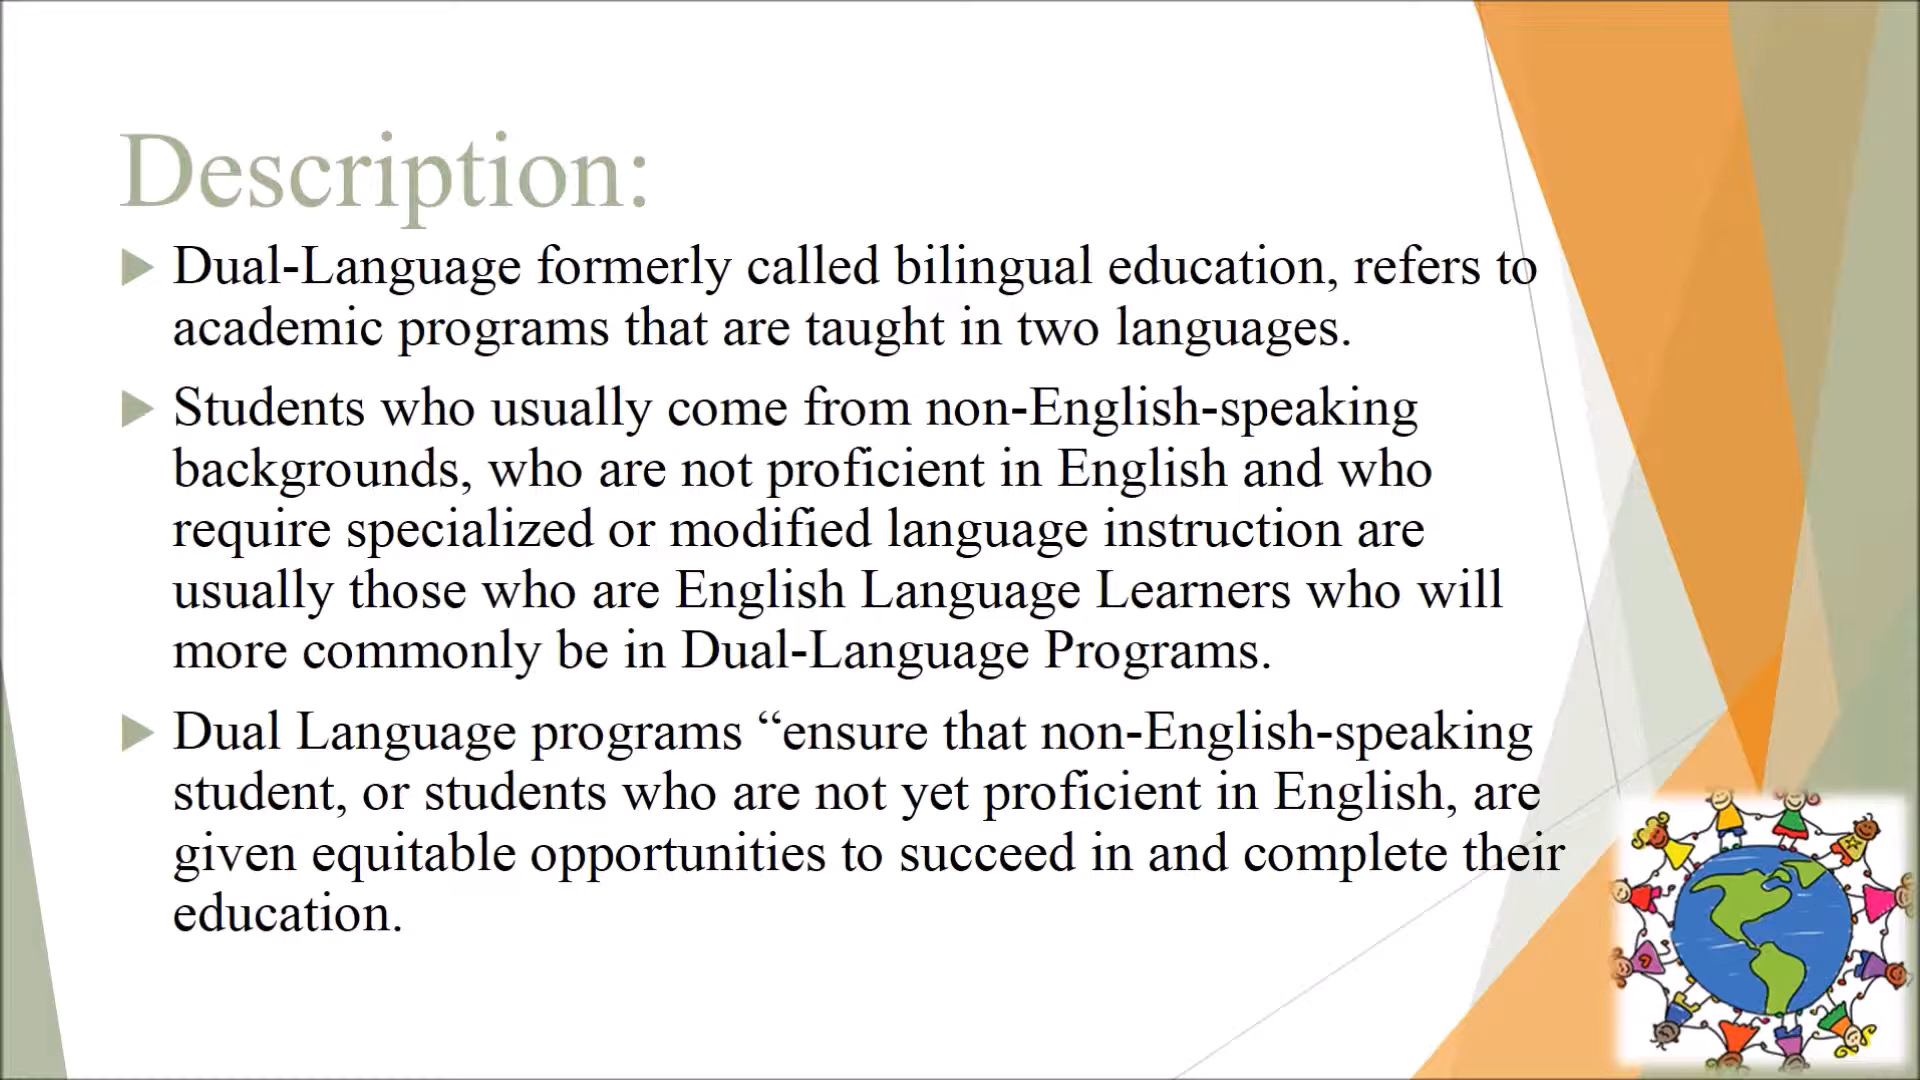 Description:
Dual-Language formerly called bilingual education, refers to
academic programs that are taught in two languages.
Students who usually come from non-English-speaking
backgrounds, who are not proficient in English and who
require specialized or modified language instruction are
usually those who are English Language Learners who will
more commonly be in Dual-Language Programs.
Dual Language programs “ensure that non-English-speaking
student, or students who are not yet proficient in English, are
given equitable opportunities to succeed in and complete their
education.